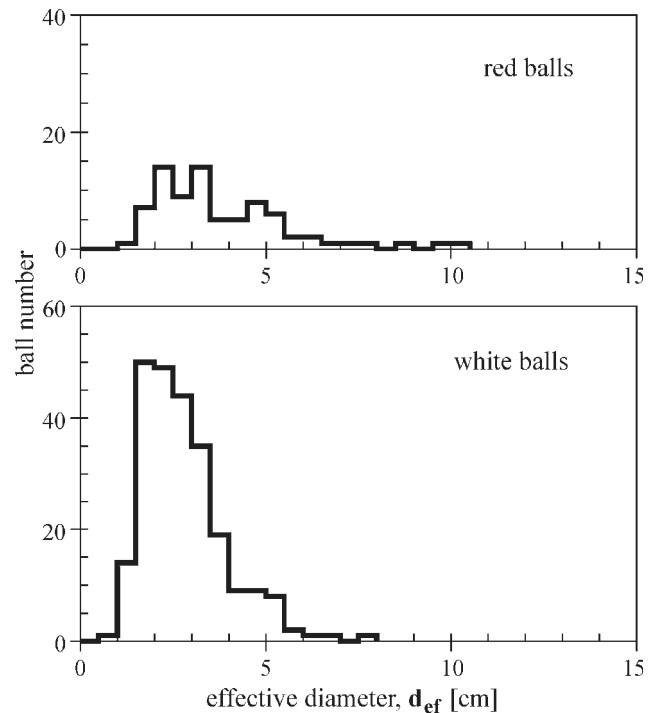 40
red balls
20
0
0 5 10 15
60
white balls
40
20
0
0 5 10 15
ball number
effective diameter, d_ef [cm]